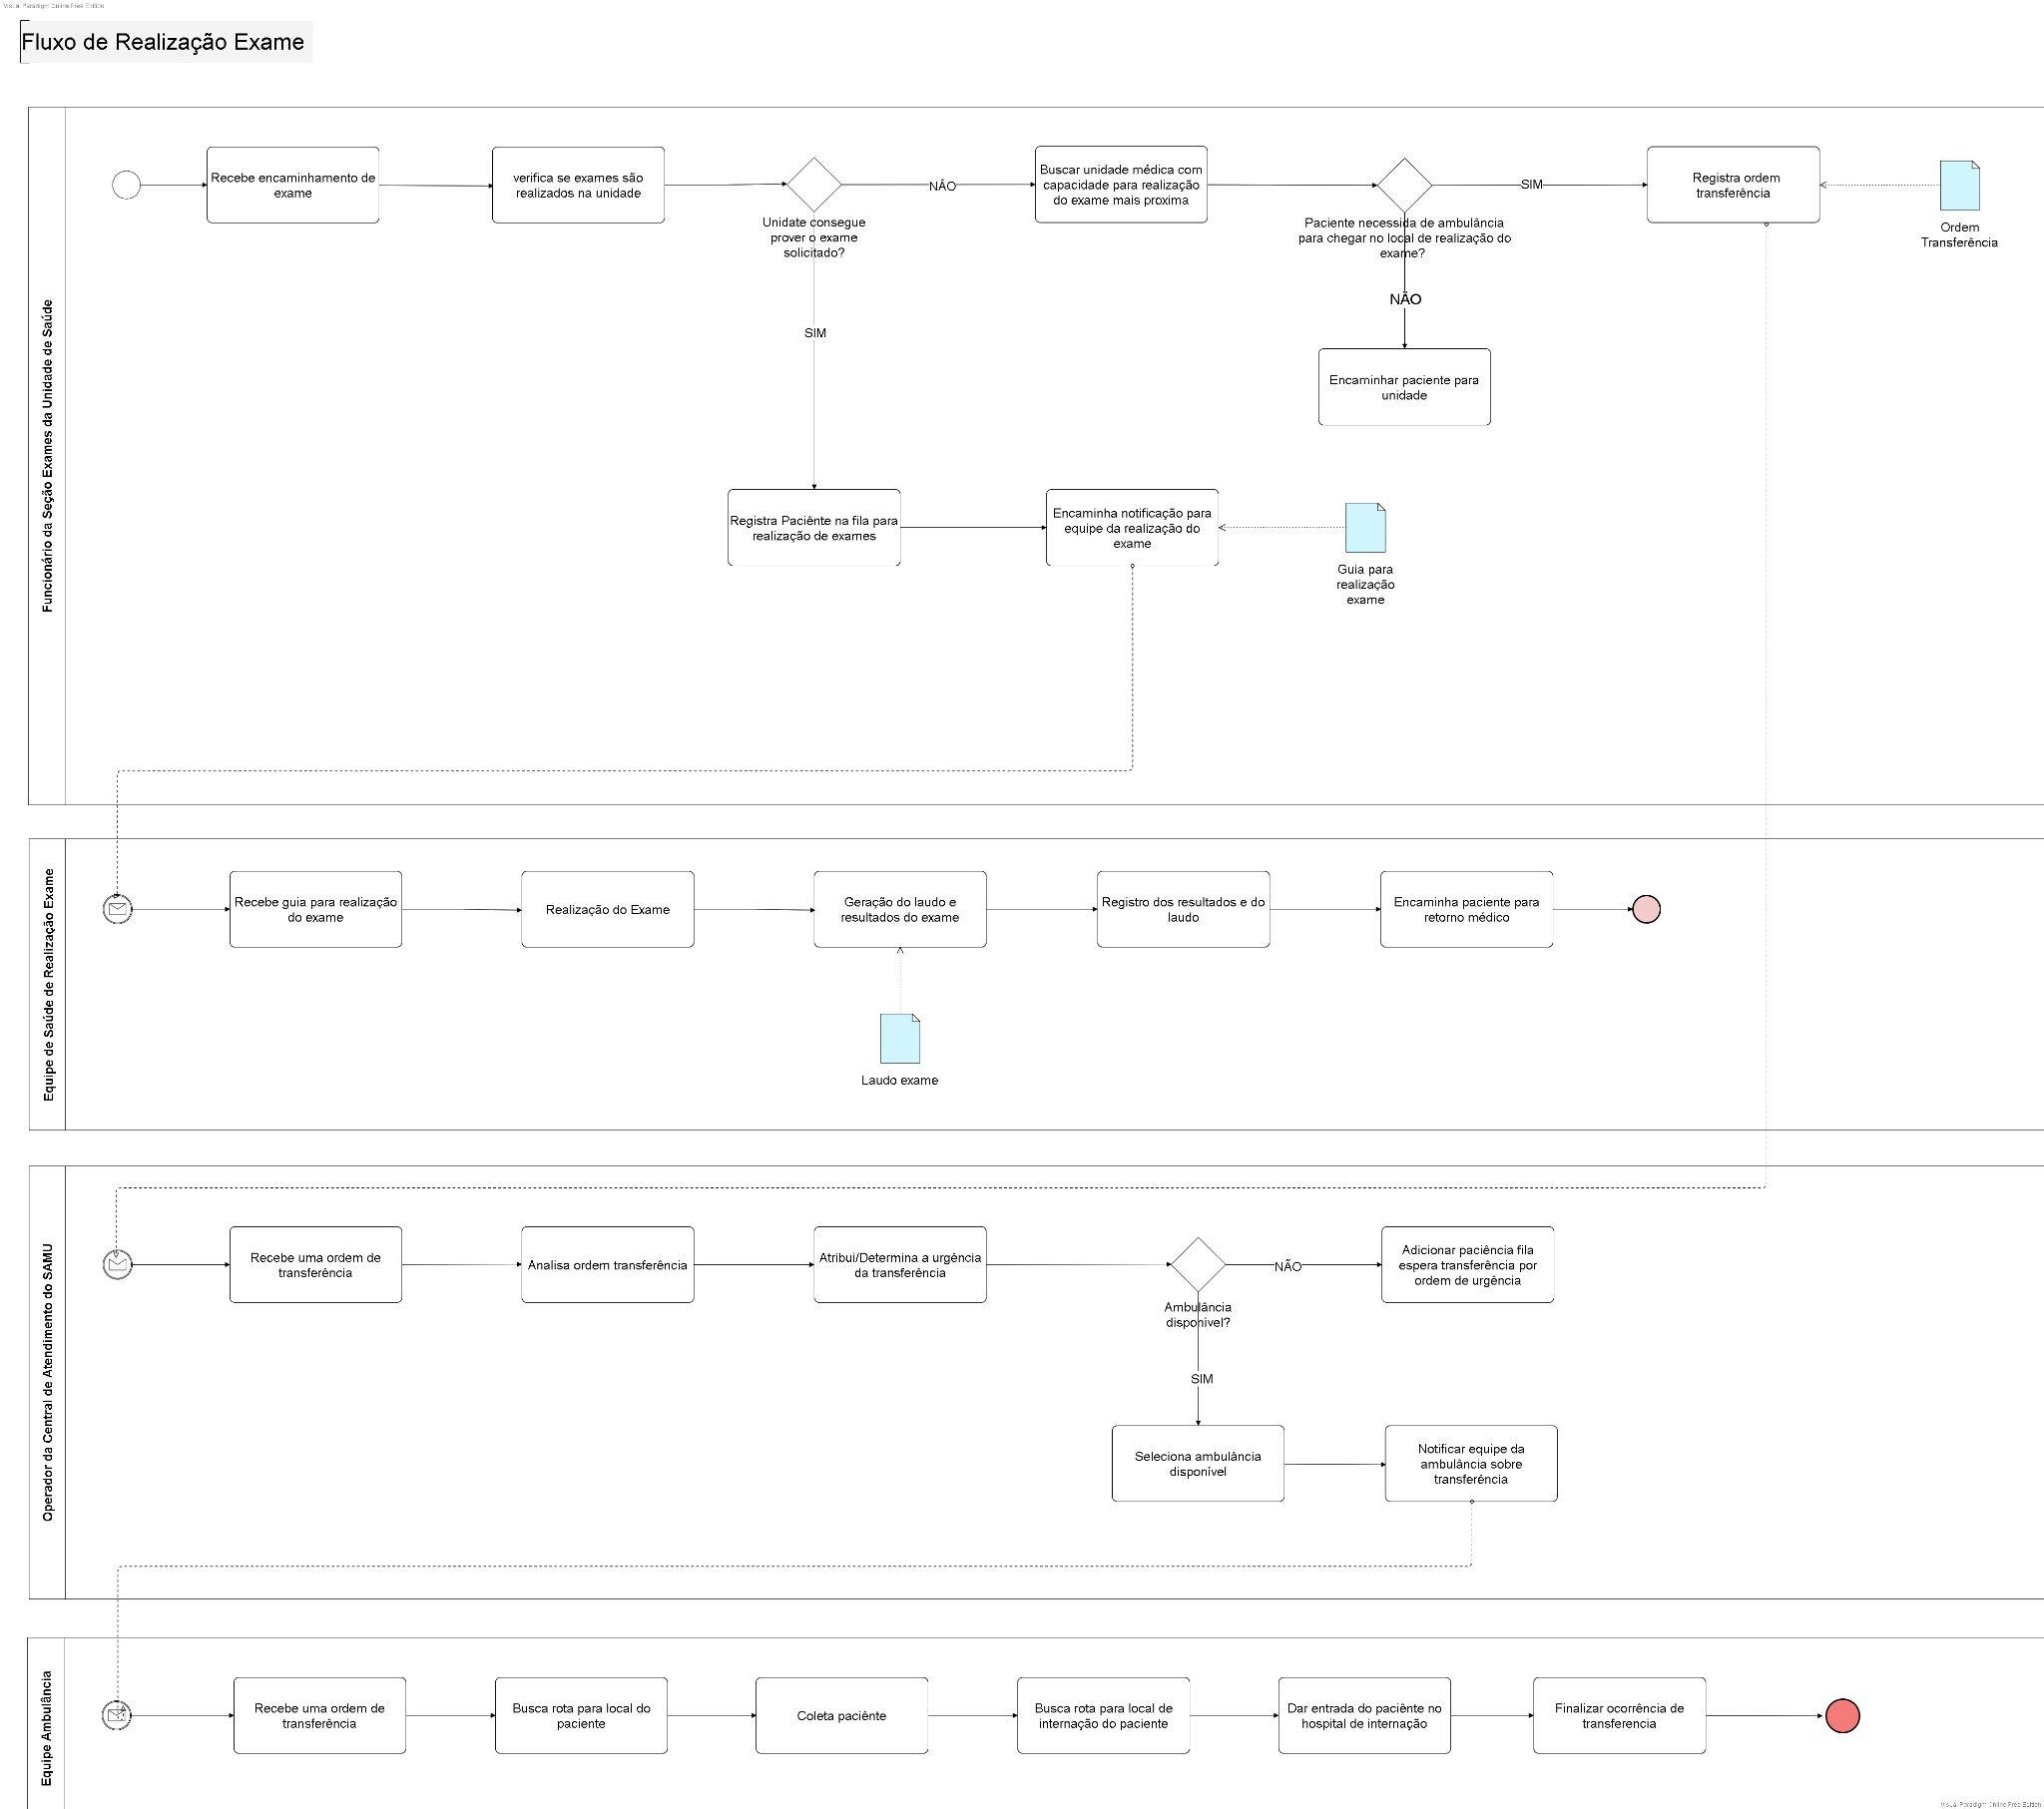 Visual Paradigm Online Free Edition
Fluxo de Realização Exame
Funcionário da Seção Exames da Unidade de Saúde
Recebe encaminhamento de
exame
verifica se exames são
realizados na unidade
Unidate consegue
prover o exame
solicitado?
NÃO
Buscar unidade médica com
capacidade para realização
do exame mais proxima
Paciente necessida de ambulância
para chegar no local de realização do
exame?
SIM
Registra ordem
transferência
Ordem
Transferência
NÃO
SIM
Encaminhar paciente para
unidade
Registra Paciênte na fila para
realização de exames
Encaminha notificação para
equipe da realização do
exame
Guia para
realização
exame
Equipe de Saúde de Realização Exame
Recebe guia para realização
do exame
Realização do Exame
Geração do laudo e
resultados do exame
Registro dos resultados e do
laudo
Encaminha paciente para
retorno médico
Laudo exame
Operador da Central de Atendimento do SAMU
Recebe uma ordem de
transferência
Analisa ordem transferência
Atribui/Determina a urgência
da transferência
Ambulância
disponível?
NÃO
Adicionar paciência fila
espera transferência por
ordem de urgência
SIM
Seleciona ambulância
disponível
Notificar equipe da
ambulância sobre
transferência
Equipe Ambulância
Recebe uma ordem de
transferência
Busca rota para local do
paciente
Coleta paciênte
Busca rota para local de
internação do paciente
Dar entrada do paciênte no
hospital de internação
Finalizar ocorrência de
transferencia
Visual Paradigm Online Free Edition